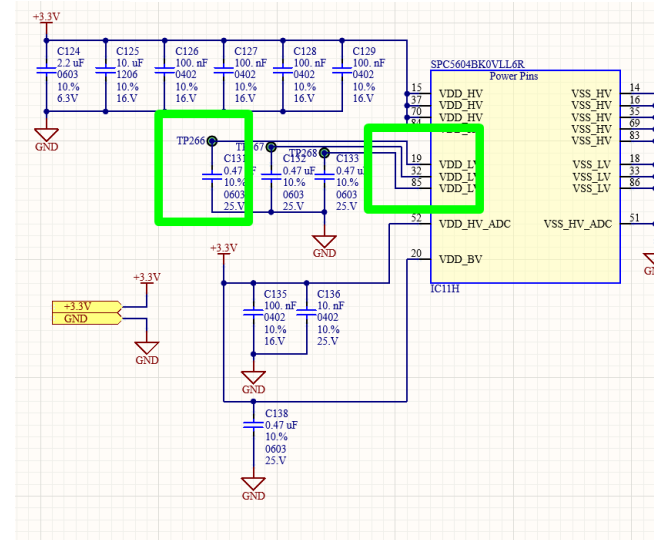 +3.3V
C124
2.2 uF
0603
10.%
6.3V
C125
10. uF
1206
10.%
16.V
C126
100. nF
0402
10.%
16.V
C127
100. nF
0402
10.%
16.V
C128
100. nF
0402
10.%
16.V
C129
100. nF
0402
10.%
16.V
GND
SPC5604BK0VLL6R
Power Pins
15 VDD_HV VSS_HV 14
37 VDD_HV VSS_HV 16
70 VDD_HV VSS_HV 35
84 VSS_HV 69
VSS_HV 83
19 VSS_LV 18
32 VSS_LV 33
85 VSS_LV 86
52 VDD_HV_ADC VSS_HV_ADC 51
20 VDD_BV
IC11H
TP266
TP268
0.47 uF
10.%
0603
25.V
0.47 uF
10.%
0603
25.V
C133
0.47 u
10.%
0603
25.V
GND
+3.3V
C135
100. nF
0402
10.%
16.V
C136
10. nF
0402
10.%
25.V
GND
C138
0.47 uF
10.%
0603
25.V
GND
+3.3V
+3.3V
GND
GND
GND